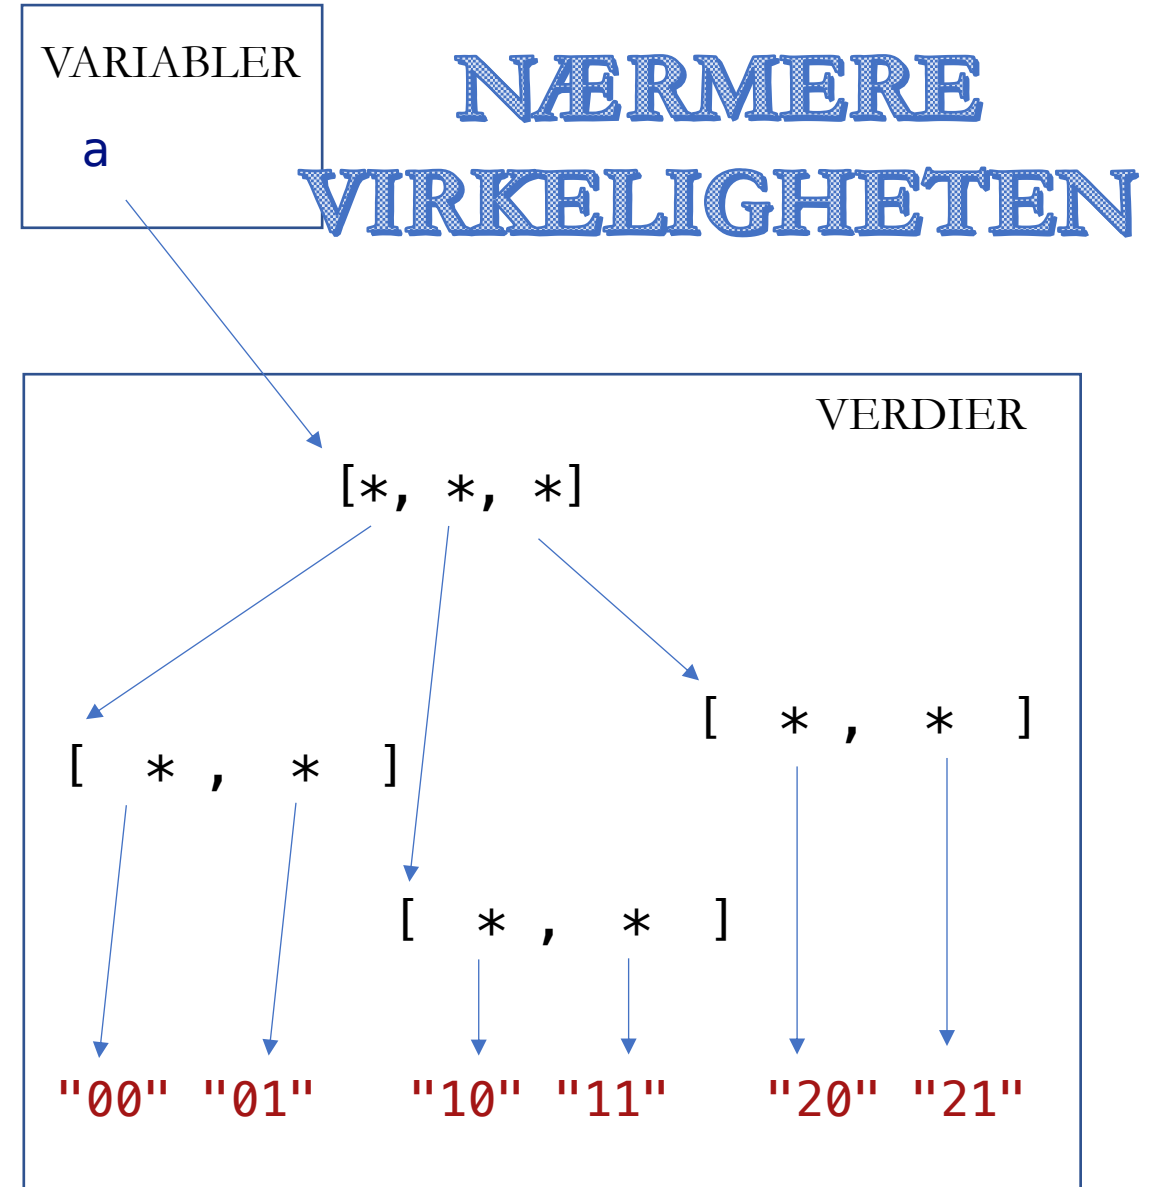 VARIABLER
a
NÆRMERE
VIRKELIGHETEN
VERDIER
[*, *, *]
[ * , * ]
[ * , * ]
[ * , * ]
"00" "01" "10" "11" "20" "21"